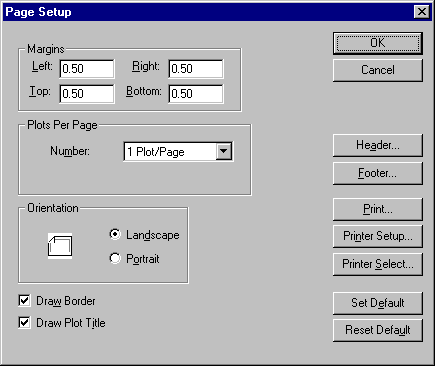 Page Setup
Margins
Left: 0.50 Right: 0.50
Top: 0.50 Bottom: 0.50
Plots Per Page
Number: 1 Plot/Page
Orientation
Landscape
Portrait
Draw Border
Draw Plot Title
OK
Cancel
Header...
Footer...
Print...
Printer Setup...
Printer Select...
Set Default
Reset Default